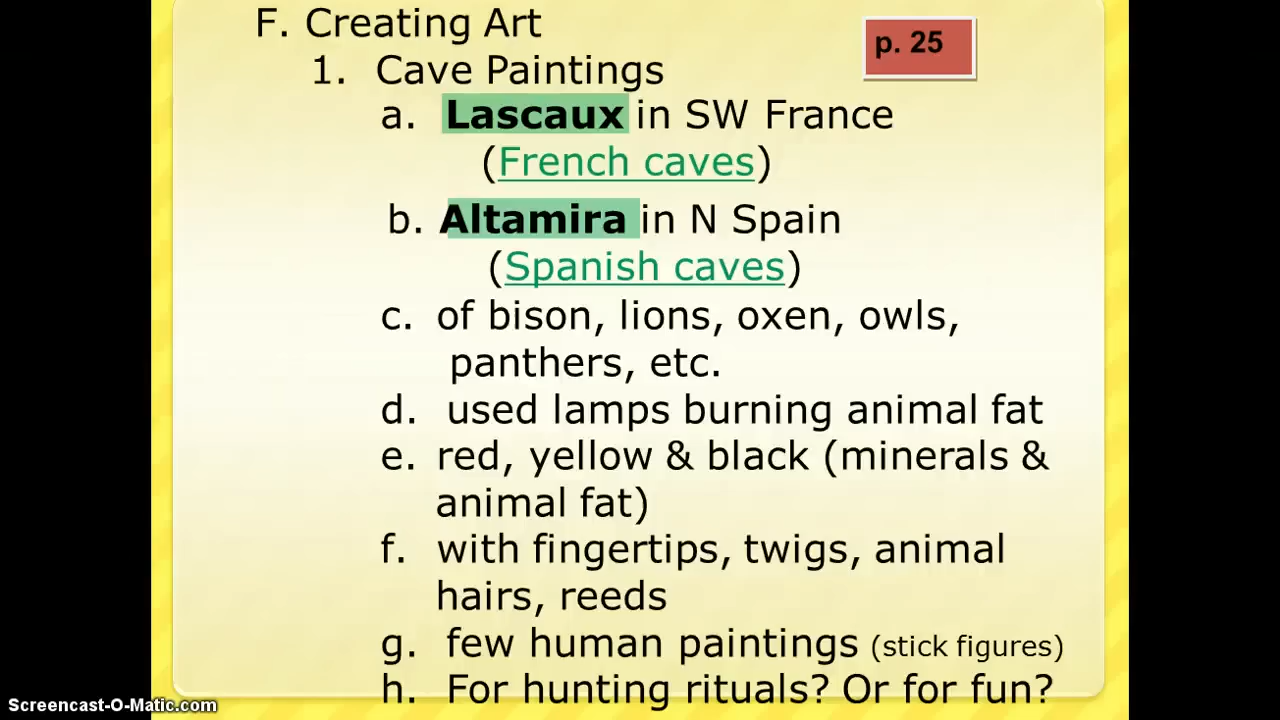 F. Creating Art
p. 25
1. Cave Paintings
a. Lascaux in SW France
(French caves)
b. Altamira in N Spain
(Spanish caves)
c. of bison, lions, oxen, owls,
panthers, etc.
d. used lamps burning animal fat
e. red, yellow & black (minerals &
animal fat)
f. with fingertips, twigs, animal
hairs, reeds
g. few human paintings (stick figures)
h. For hunting rituals? Or for fun?
Screencast-O-Matic.com